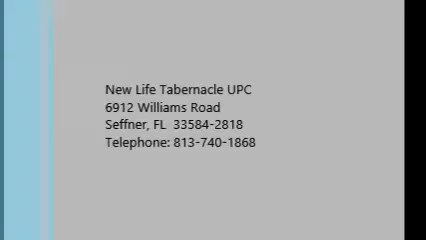 New Life Tabernacle UPC
6912 Williams Road
Seffner, FL  33584-2818
Telephone: 813-740-1868